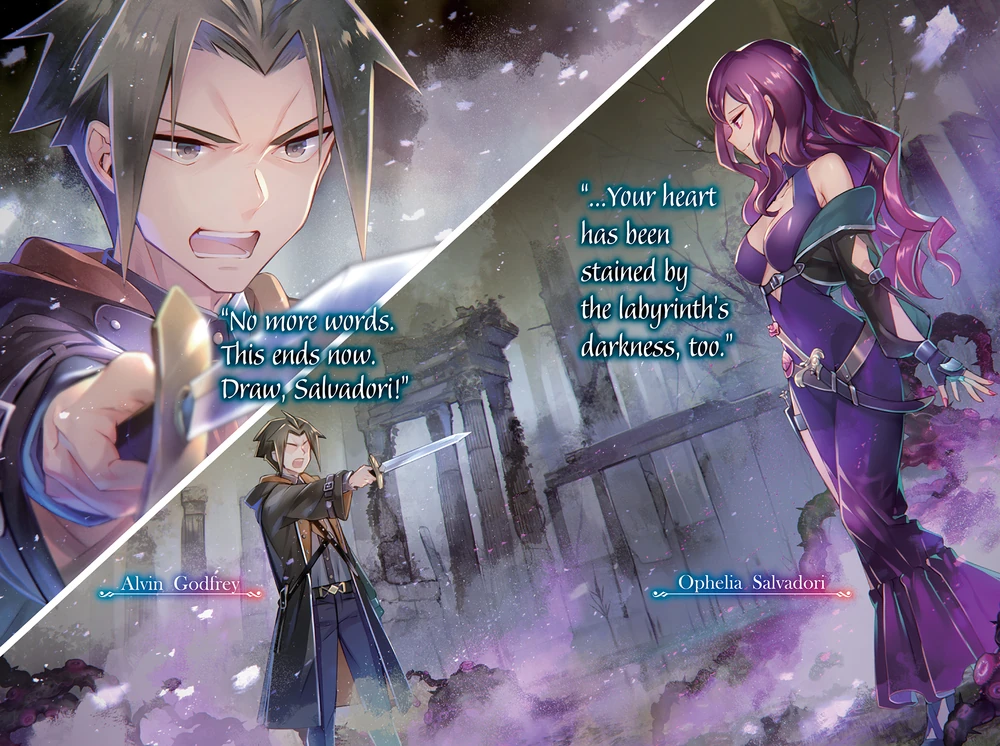 "...Your heart
has been
stained by
the labyrinth's
darkness, too."
"No more words.
This ends now.
Draw, Salvadori!"
Alvin Godfrey
Ophelia Salvadori